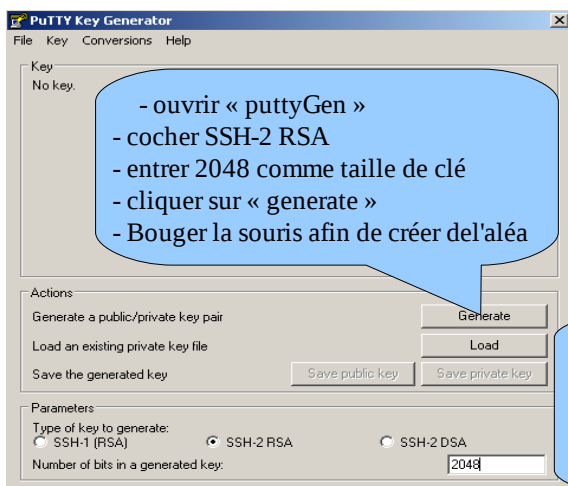 PuTTY Key Generator
File Key Conversions Help
Key
No key.
- ouvrir « puttyGen »
- cocher SSH-2 RSA
- entrer 2048 comme taille de clé
- cliquer sur « generate »
- Bouger la souris afin de créer del'aléa
Actions
Generate a public/private key pair
Generate
Load an existing private key file
Load
Save the generated key
Save public key
Save private key
Parameters
Type of key to generate:
SSH-1 (RSA)
SSH-2 RSA
SSH-2 DSA
Number of bits in a generated key:
2048